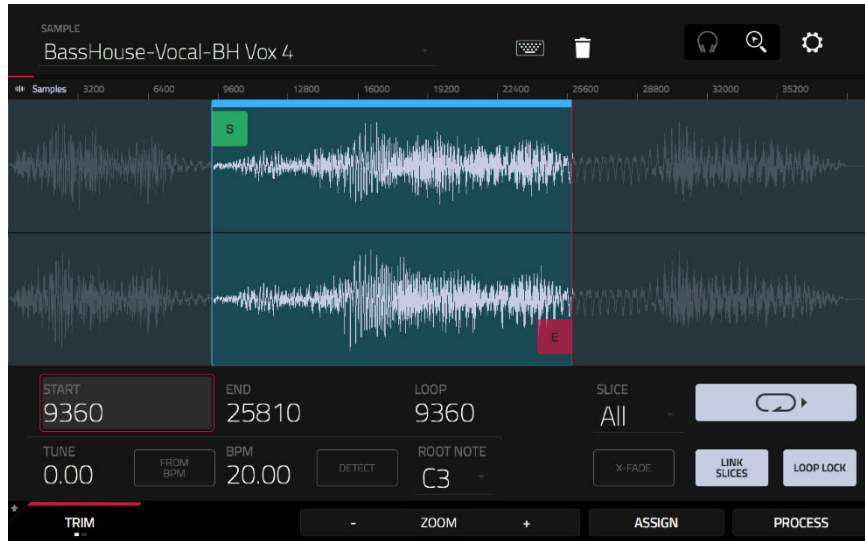 SAMPLE
BassHouse-Vocal-BH Vox 4
Samples 3200 6400 9600 12800 16000 19200 22400 25600 28800 32000 35200
S
E
START END LOOP SLICE
9360 25810 9360 All
TUNE FROM BPM BPM DETECT ROOT NOTE X-FADE LINK SLICES LOOP LOCK
0.00 20.00 C3
TRIM - ZOOM + ASSIGN PROCESS